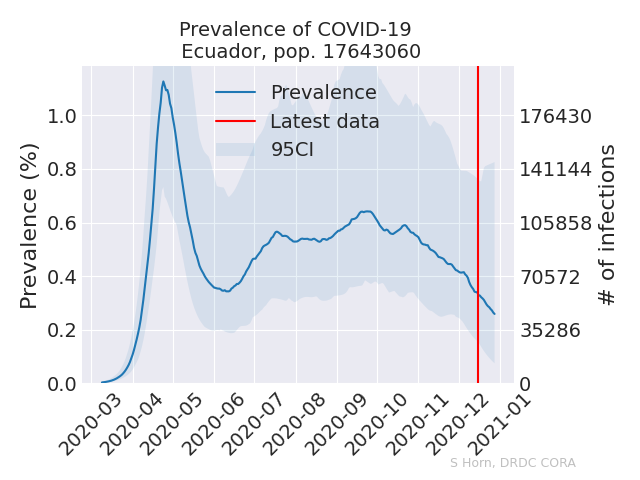 Prevalence of COVID-19
Ecuador, pop. 17643060
Prevalence
Latest data
95CI
Prevalence (%)
1.0
0.8
0.6
0.4
0.2
0.0
176430
141144
105858
70572
35286
0
# of infections
2020-03
2020-04
2020-05
2020-06
2020-07
2020-08
2020-09
2020-10
2020-11
2020-12
2021-01
S Horn, DRDC CORA